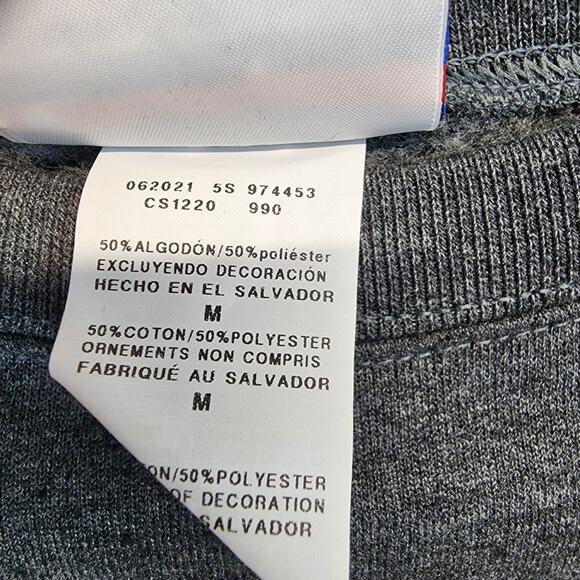 062021 5S 974453
CS1220 990
50%ALGODÓN/50%poliéster
EXCLUYENDO DECORACIÓN
HECHO EN EL SALVADOR
M
50%COTON/50%POLYESTER
ORNEMENTS NON COMPRIS
FABRIQUÉ AU SALVADOR
M
ON/50%POLYESTER
OF DECORATION
SALVADOR